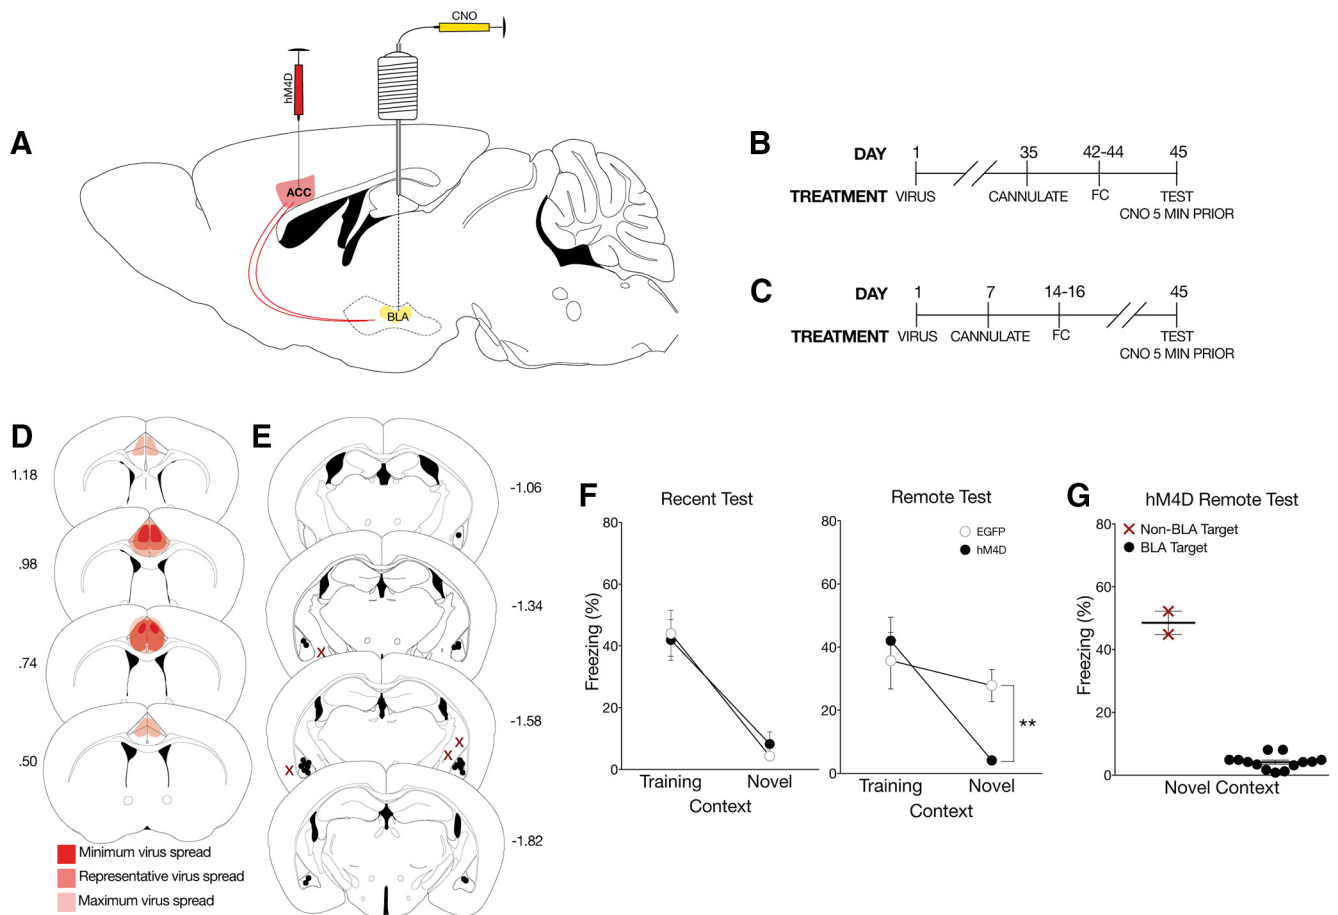 CNO
hM4D
A
ACC
BLA
B
DAY 1 35 42-44 45
TREATMENT VIRUS CANNULATE FC TEST
CNO 5 MIN PRIOR
C
DAY 1 7 14-16 45
TREATMENT VIRUS CANNULATE FC TEST
CNO 5 MIN PRIOR
D
1.18
.98
.74
.50
Minimum virus spread
Representative virus spread
Maximum virus spread
E
-1.06
-1.34
X
-1.58
X
X
X
-1.82
F
Recent Test
80
60
40
20
0
Freezing (%)
Training Novel
Context
Remote Test
EGFP
hM4D
80
60
40
20
0
**
Training Novel
Context
G
hM4D Remote Test
Non-BLA Target
BLA Target
80
60
40
20
0
Freezing (%)
Novel Context